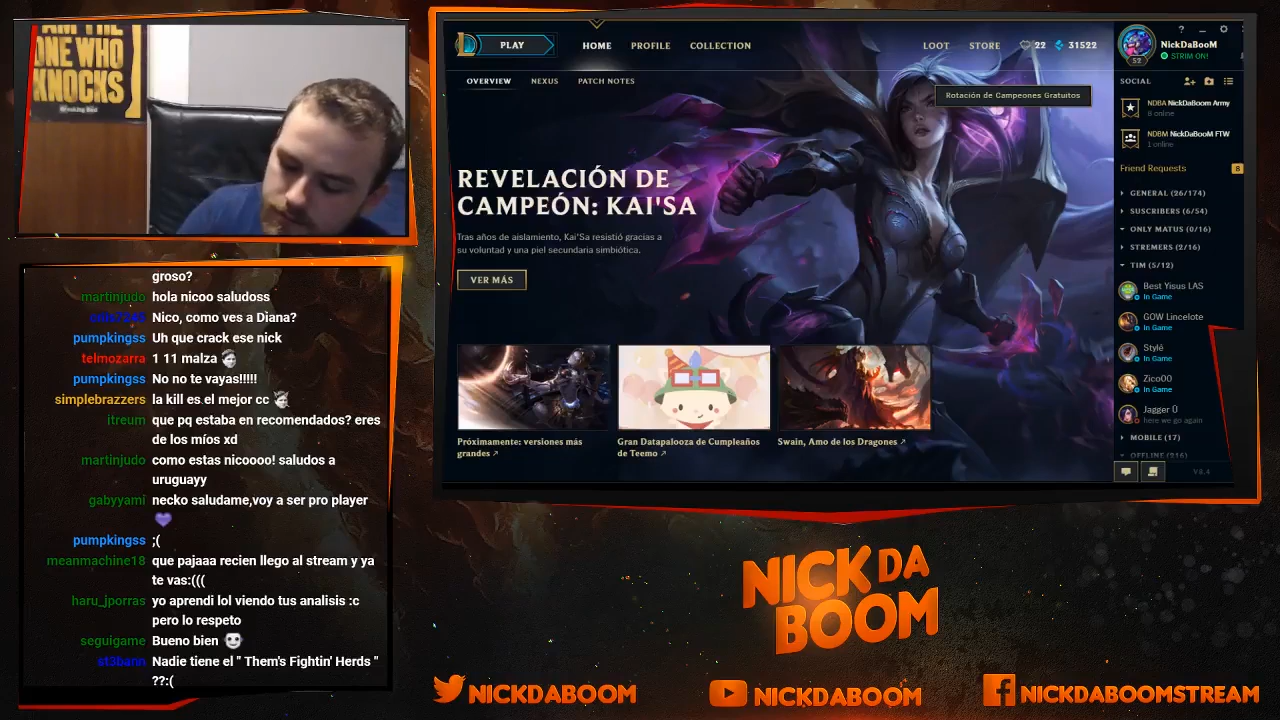 I AM THE
ONE WHO
KNOCKS
Breaking Bad
groso?
martinjudo hola nicoo saludoss
Nico, como ves a Diana?
pumpkingss Uh que crack ese nick
telmozarra 1 11 malza
pumpkingss No no te vayas!!!!!
simplebrazzers la kill es el mejor cc
itreum que pq estaba en recomendados? eres
de los míos xd
martinjudo como estas nicoooo! saludos a
uruguayy
gabyyami necko saludame,voy a ser pro player
pumpkingss ;(
meanmachine18 que pajaaa recien llego al stream y ya
te vas:(((
haru_jporras yo aprendi lol viendo tus analisis :c
pero lo respeto
seguigame Bueno bien
st3bann Nadie tiene el " Them's Fightin' Herds "
??:(
PLAY
HOME
PROFILE
COLLECTION
LOOT
STORE
22
31522
OVERVIEW
NEXUS
PATCH NOTES
Rotación de Campeones Gratuitos
REVELACIÓN DE
CAMPEÓN: KAI'SA
Tras años de aislamiento, Kai'Sa resistió gracias a
su voluntad y una piel secundaria simbiótica.
VER MÁS
Próximamente: versiones más
grandes ↗
Gran Datapalooza de Cumpleaños
de Teemo ↗
Swain, Amo de los Dragones ↗
?
NickDaBooM
STRIM ON!
52
SOCIAL
NDBA NickDaBoom Army
8 online
NDBM NickDaBooM FTW
1 online
Friend Requests 8
GENERAL (26/174)
SUSCRIBERS (6/54)
ONLY MATUS (0/16)
STREMERS (2/16)
TIM (5/12)
Best Yisus LAS
In Game
GOW Lincelote
In Game
Stylé
In Game
Zico00
In Game
Jagger Ü
here we go again
MOBILE (17)
OFFLINE (216)
V8.4
NICK DA
BOOM
NICKDABOOM
NICKDABOOM
NICKDABOOMSTREAM